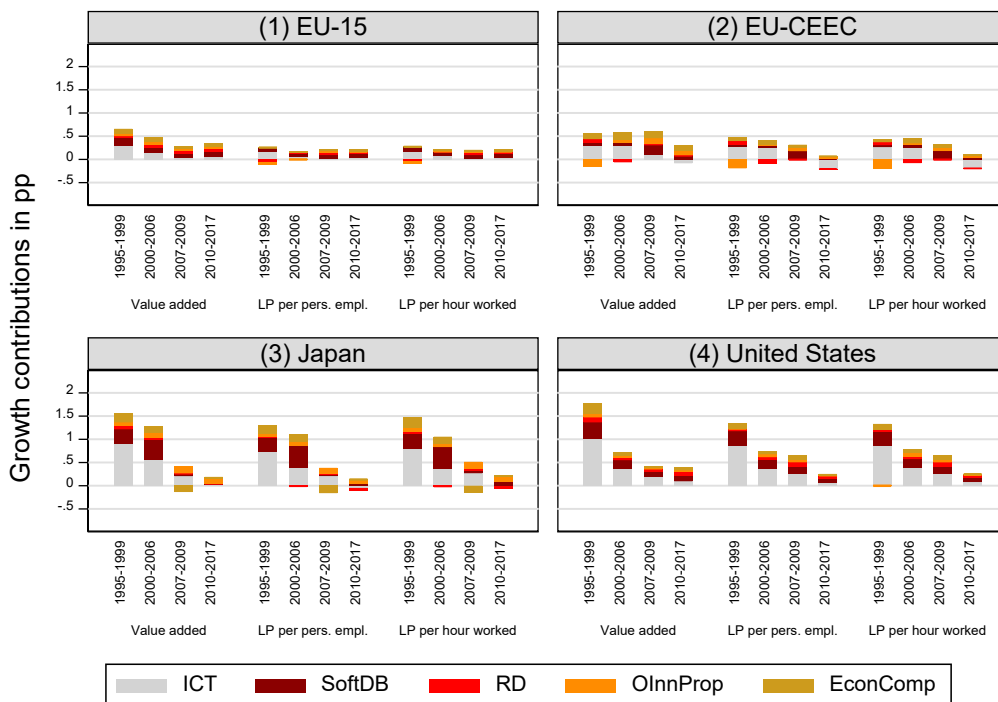 Growth contributions in pp
(1) EU-15
(2) EU-CEEC
2
1.5
1
.5
0
-.5
1995-1999
2000-2006
2007-2009
2010-2017
1995-1999
2000-2006
2007-2009
2010-2017
1995-1999
2000-2006
2007-2009
2010-2017
Value added
LP per pers. empl.
LP per hour worked
1995-1999
2000-2006
2007-2009
2010-2017
1995-1999
2000-2006
2007-2009
2010-2017
1995-1999
2000-2006
2007-2009
2010-2017
Value added
LP per pers. empl.
LP per hour worked
(3) Japan
(4) United States
2
1.5
1
.5
0
-.5
1995-1999
2000-2006
2007-2009
2010-2017
1995-1999
2000-2006
2007-2009
2010-2017
1995-1999
2000-2006
2007-2009
2010-2017
Value added
LP per pers. empl.
LP per hour worked
1995-1999
2000-2006
2007-2009
2010-2017
1995-1999
2000-2006
2007-2009
2010-2017
1995-1999
2000-2006
2007-2009
2010-2017
Value added
LP per pers. empl.
LP per hour worked
ICT
SoftDB
RD
OInnProp
EconComp